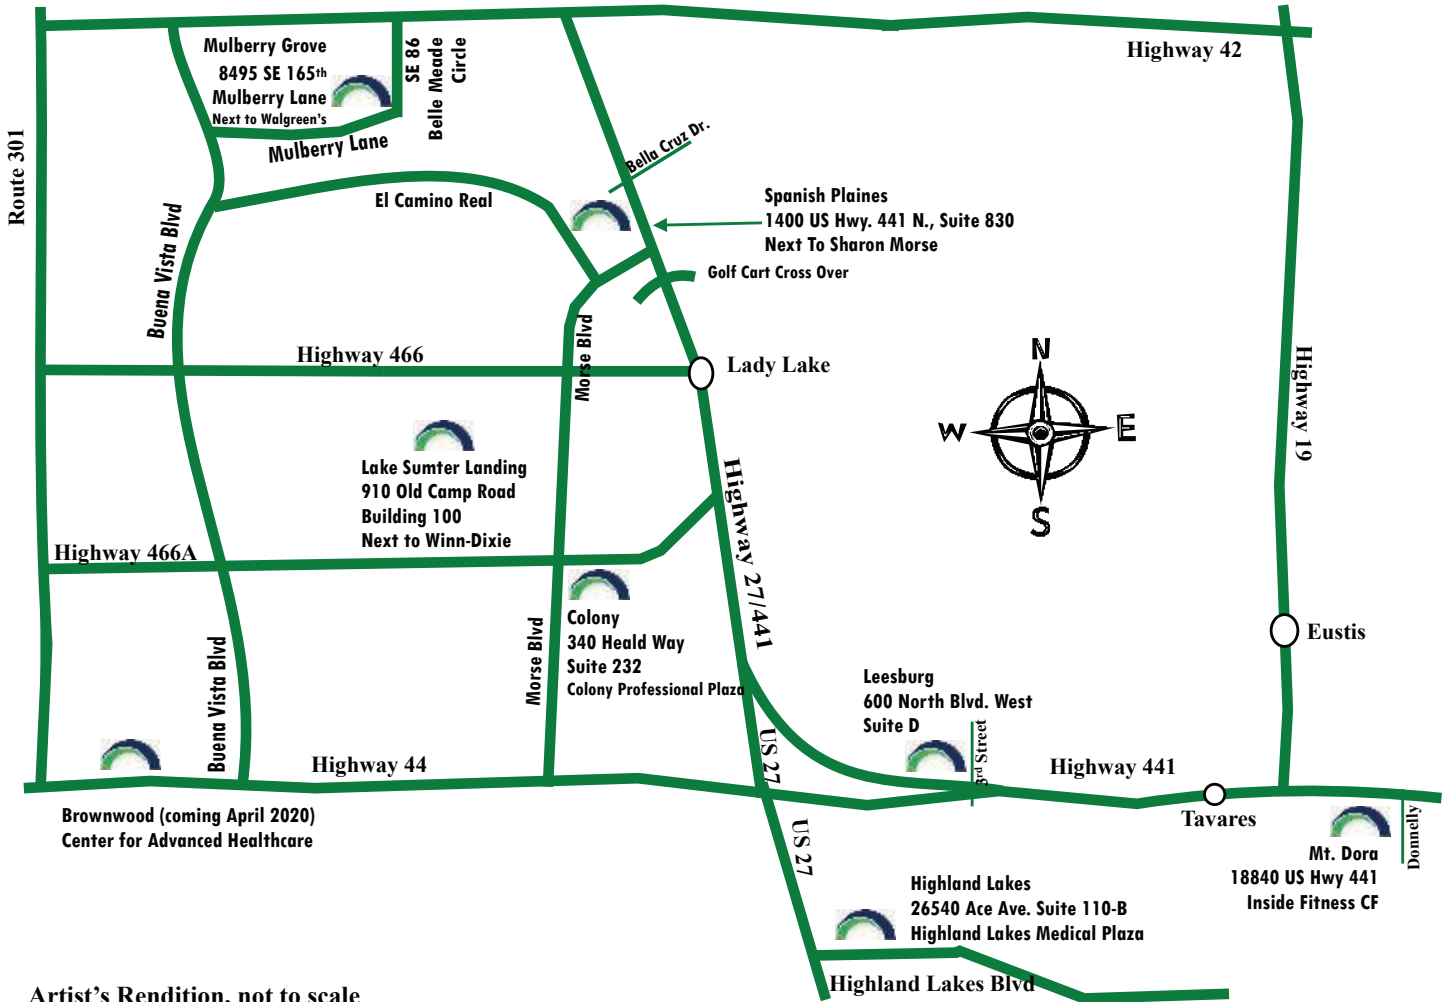 Highway 42
Mulberry Grove
8495 SE 165th
Mulberry Lane
Next to Walgreen's
SE 86
Belle Meade
Circle
Mulberry Lane
Route 301
Bella Cruz Dr.
El Camino Real
Spanish Plaines
1400 US Hwy. 441 N., Suite 830
Next To Sharon Morse
Golf Cart Cross Over
Buena Vista Blvd
Highway 466
Morse Blvd
Lady Lake
N
W
E
S
Highway 19
Lake Sumter Landing
910 Old Camp Road
Building 100
Next to Winn-Dixie
Highway 27/441
Highway 466A
Colony
340 Heald Way
Suite 232
Colony Professional Plaza
Morse Blvd
Buena Vista Blvd
Eustis
Leesburg
600 North Blvd. West
Suite D
3rd Street
US 27
Highway 44
Highway 441
Tavares
Brownwood (coming April 2020)
Center for Advanced Healthcare
US 27
Donnelly
Mt. Dora
18840 US Hwy 441
Inside Fitness CF
Highland Lakes
26540 Ace Ave. Suite 110-B
Highland Lakes Medical Plaza
Highland Lakes Blvd
Artist's Rendition, not to scale